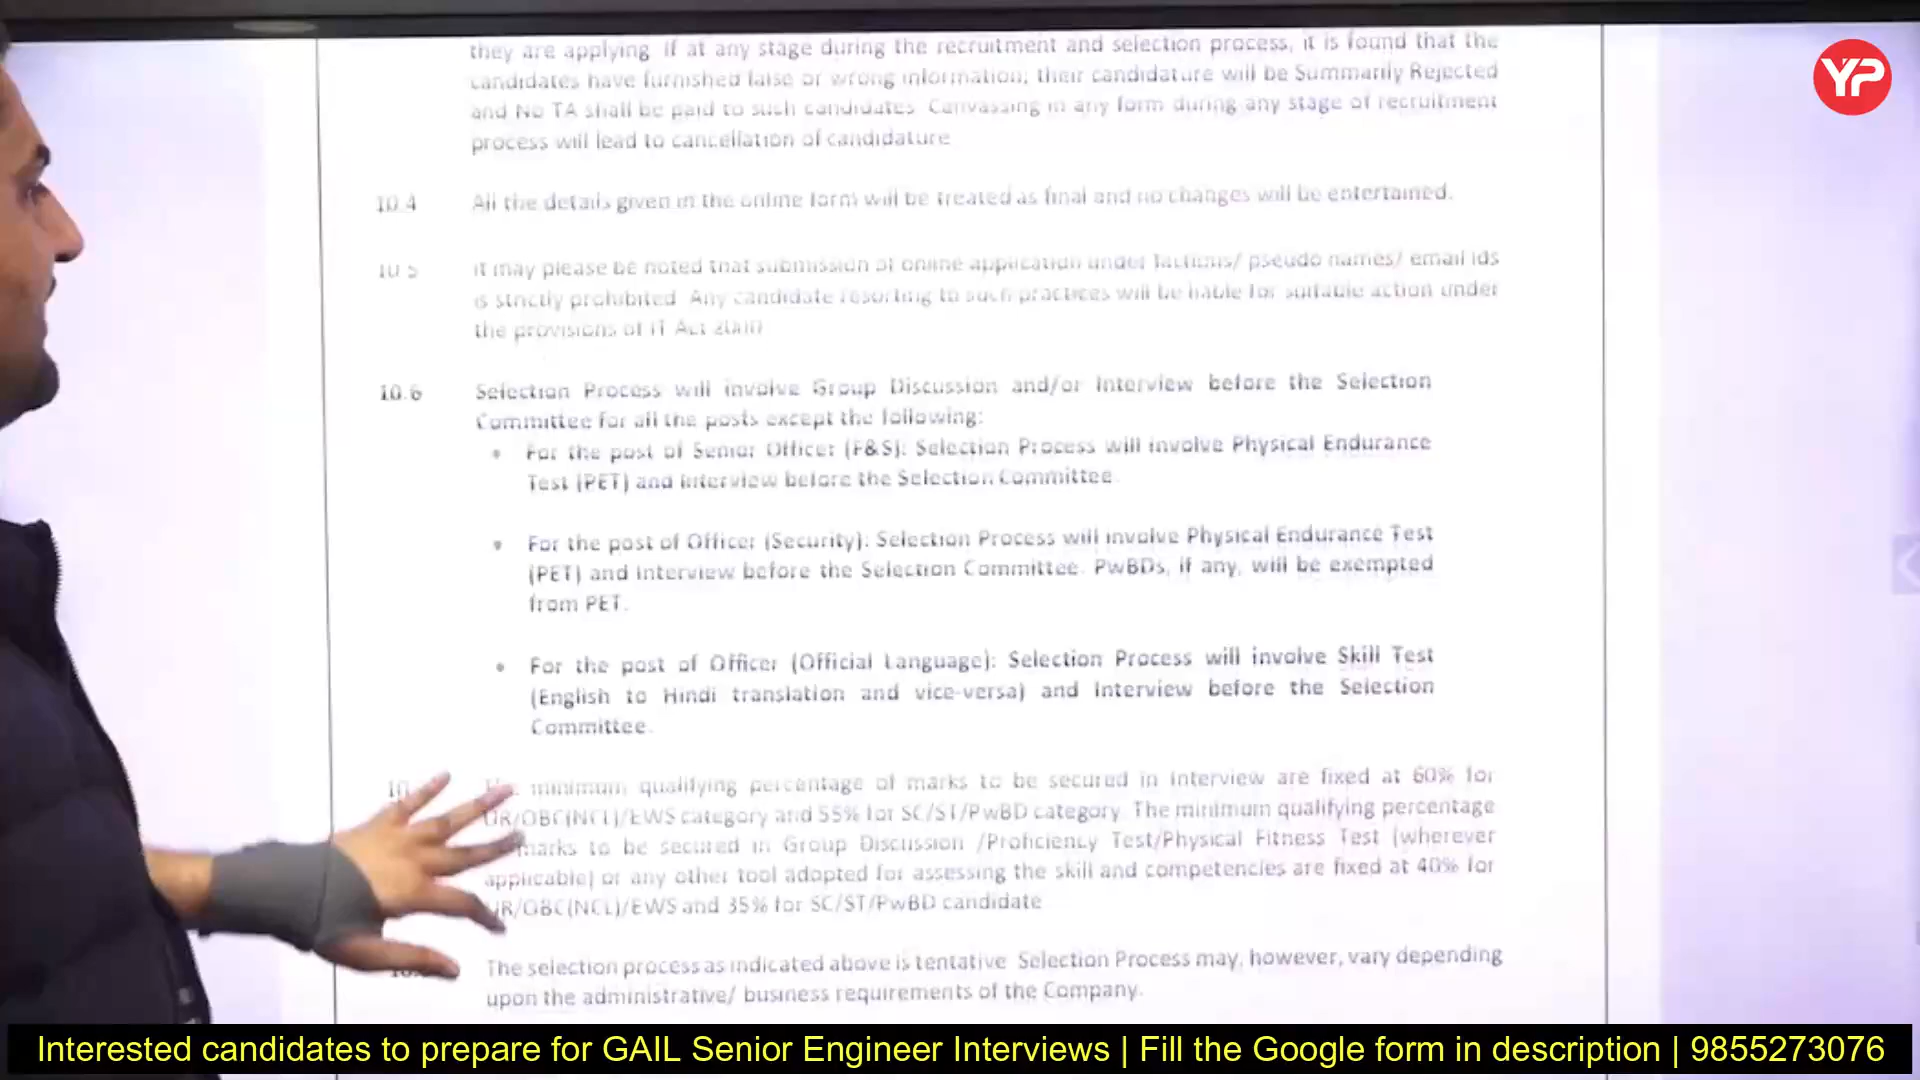 they are applying. If at any stage during the recruitment and selection process, it is found that the
candidates have furnished false or wrong information, their candidature will be Summarily Rejected
and No TA shall be paid to such candidates. Canvassing in any form during any stage of recruitment
process will lead to cancellation of candidature
YP
10.4 All the details given in the online form will be treated as final and no changes will be entertained.
10.5 It may please be noted that submission of online application under factious/ pseudo names/ email ids
is strictly prohibited. Any candidate resorting to such practices will be liable for suitable action under
the provisions of IT Act 2000
10.6 Selection Process will involve Group Discussion and/or Interview before the Selection
Committee for all the posts except the following:
• For the post of Senior Officer (F&S): Selection Process will involve Physical Endurance
Test (PET) and Interview before the Selection Committee.
• For the post of Officer (Security): Selection Process will involve Physical Endurance Test
(PET) and Interview before the Selection Committee. PwBDs, if any, will be exempted
from PET.
• For the post of Officer (Official Language): Selection Process will involve Skill Test
(English to Hindi translation and vice-versa) and Interview before the Selection
Committee.
minimum qualifying percentage of marks to be secured in Interview are fixed at 60% for
UR/OBC(NCL)/EWS category and 55% for SC/ST/PwBD category. The minimum qualifying percentage
marks to be secured in Group Discussion /Proficiency Test/Physical Fitness Test (wherever
applicable) or any other tool adopted for assessing the skill and competencies are fixed at 40% for
UR/OBC(NCL)/EWS and 35% for SC/ST/PwBD candidate
The selection process as indicated above is tentative Selection Process may, however, vary depending
upon the administrative/ business requirements of the Company.
Interested candidates to prepare for GAIL Senior Engineer Interviews | Fill the Google form in description | 9855273076